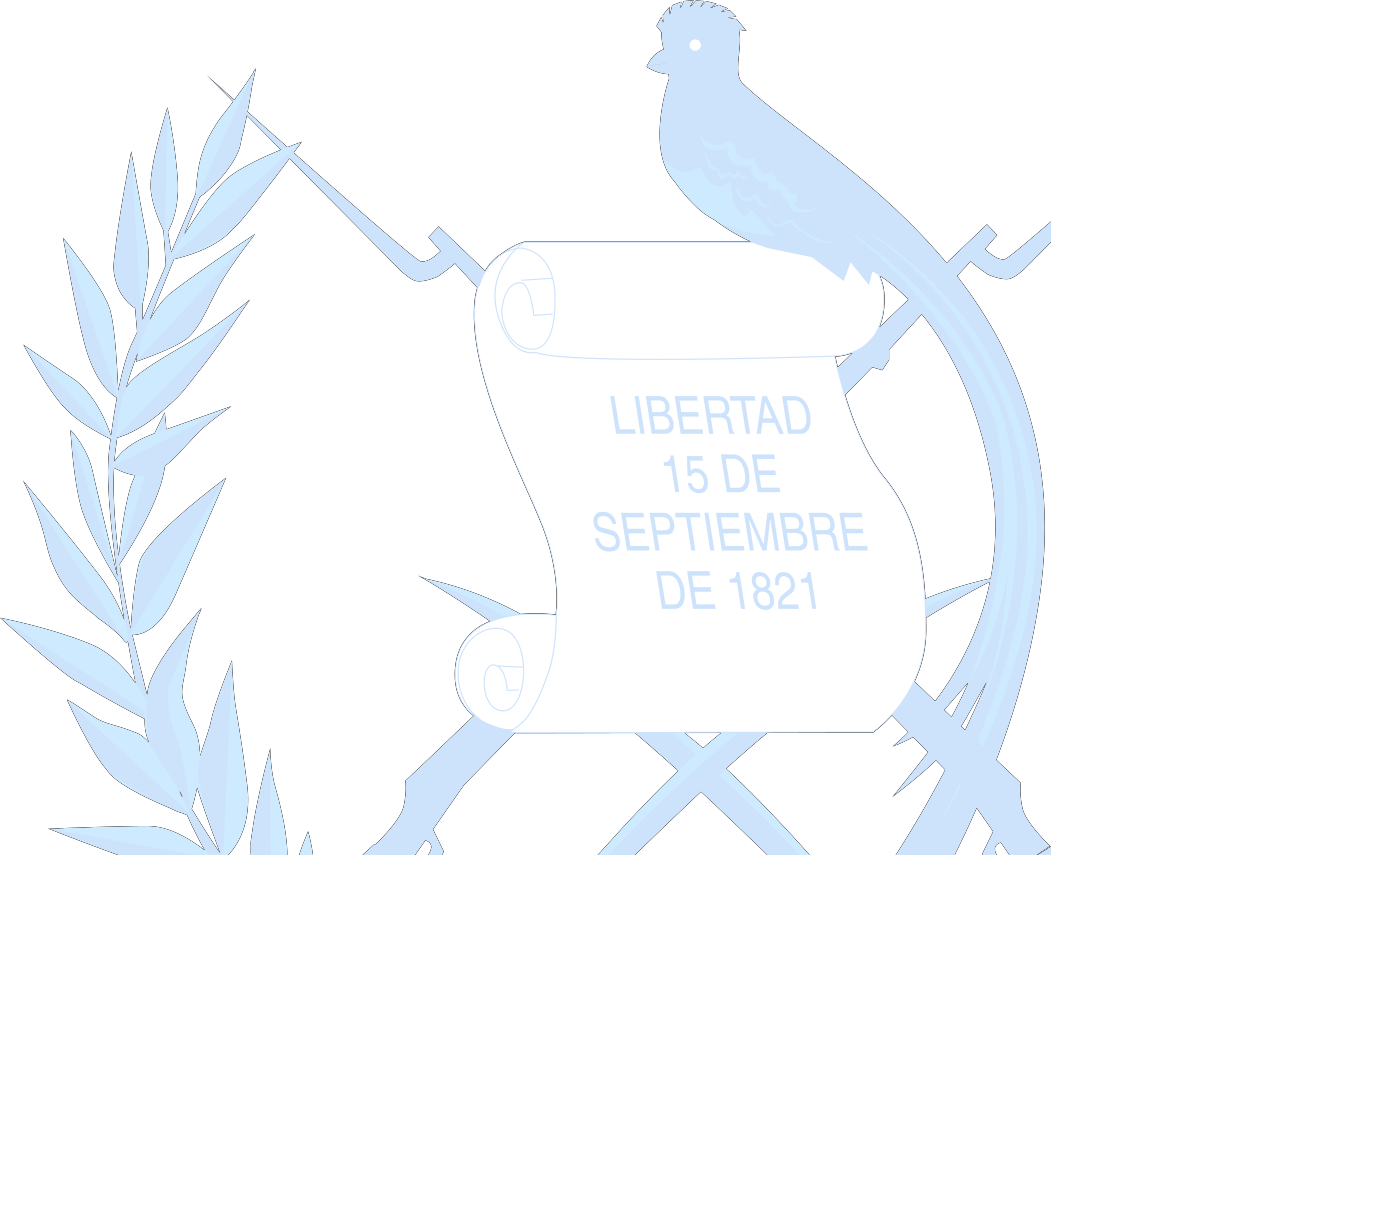 LIBERTAD
15 DE
SEPTIEMBRE
DE 1821